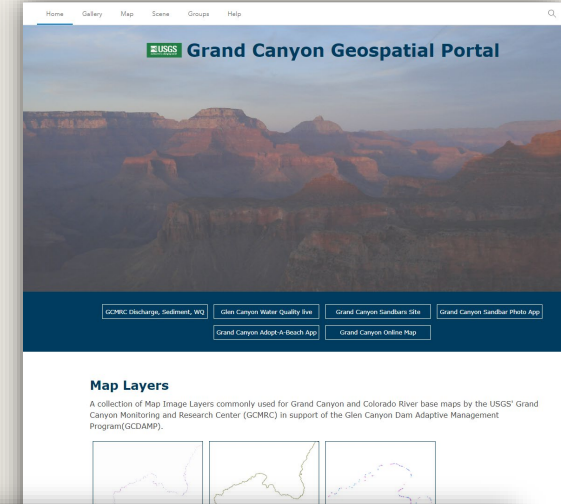 Home Gallery Map Scene Groups Help
USGS Grand Canyon Geospatial Portal
GCMRC Discharge, Sediment, WQ Glen Canyon Water Quality live Grand Canyon Sandbars Site Grand Canyon Sandbar Photo App
Grand Canyon Adopt-A-Beach App Grand Canyon Online Map
Map Layers
A collection of Map Image Layers commonly used for Grand Canyon and Colorado River base maps by the USGS' Grand
Canyon Monitoring and Research Center (GCMRC) in support of the Glen Canyon Dam Adaptive Management
Program(GCDAMP).